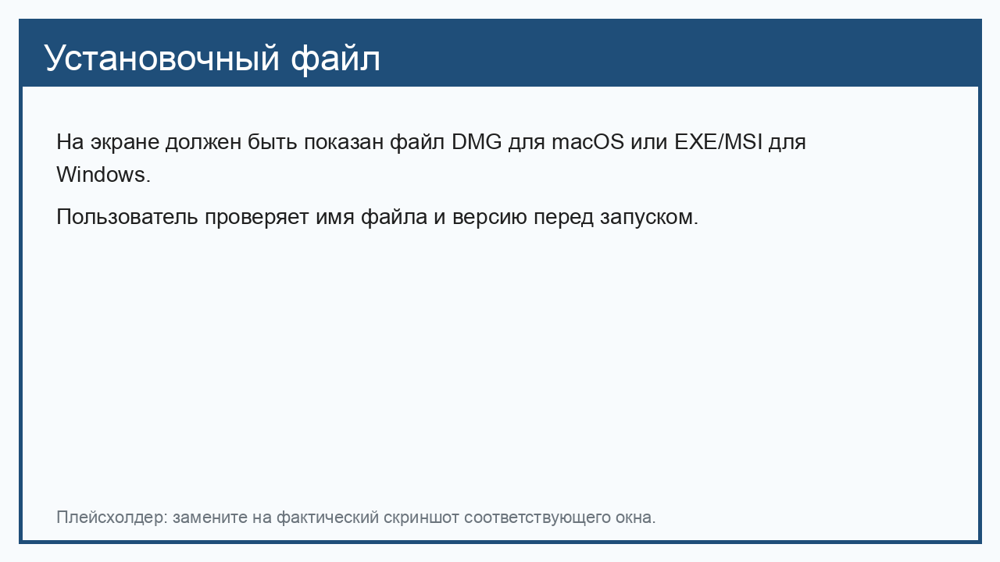 Установочный файл
На экране должен быть показан файл DMG для macOS или EXE/MSI для
Windows.
Пользователь проверяет имя файла и версию перед запуском.
Плейсхолдер: замените на фактический скриншот соответствующего окна.